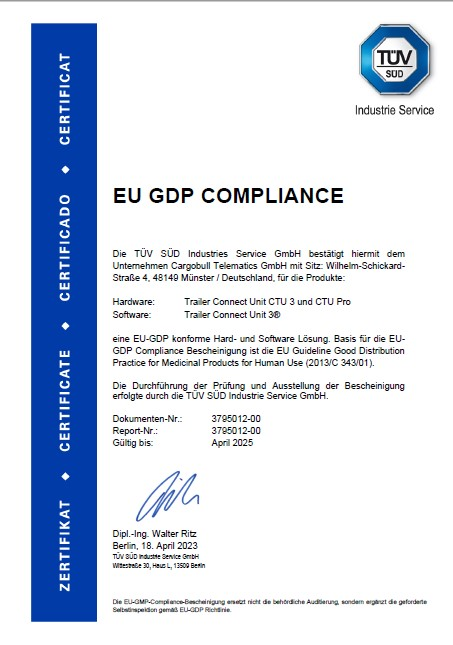 ZERTIFIKAT ◆ CERTIFICATE ◆ CERTIFICADO ◆ CERTIFICAT
TÜV
SÜD
Industrie Service
EU GDP COMPLIANCE
Die TÜV SÜD Industries Service GmbH bestätigt hiermit dem
Unternehmen Cargobull Telematics GmbH mit Sitz: Wilhelm-Schickard-
Straße 4, 48149 Münster / Deutschland, für die Produkte:
Hardware: Trailer Connect Unit CTU 3 und CTU Pro
Software: Trailer Connect Unit 3®
eine EU-GDP konforme Hard- und Software Lösung. Basis für die EU-
GDP Compliance Bescheinigung ist die EU Guideline Good Distribution
Practice for Medicinal Products for Human Use (2013/C 343/01).
Die Durchführung der Prüfung und Ausstellung der Bescheinigung
erfolgte durch die TÜV SÜD Industrie Service GmbH.
Dokumenten-Nr.: 3795012-00
Report-Nr.: 3795012-00
Gültig bis: April 2025
Dipl.-Ing. Walter Ritz
Berlin, 18. April 2023
TÜV SÜD Industrie Service GmbH
Wittestraße 30, Haus L, 13509 Berlin
Die EU-GMP-Compliance-Bescheinigung ersetzt nicht die behördliche Auditierung, sondern ergänzt die geforderte
Selbstinspektion gemäß EU-GDP Richtlinie.